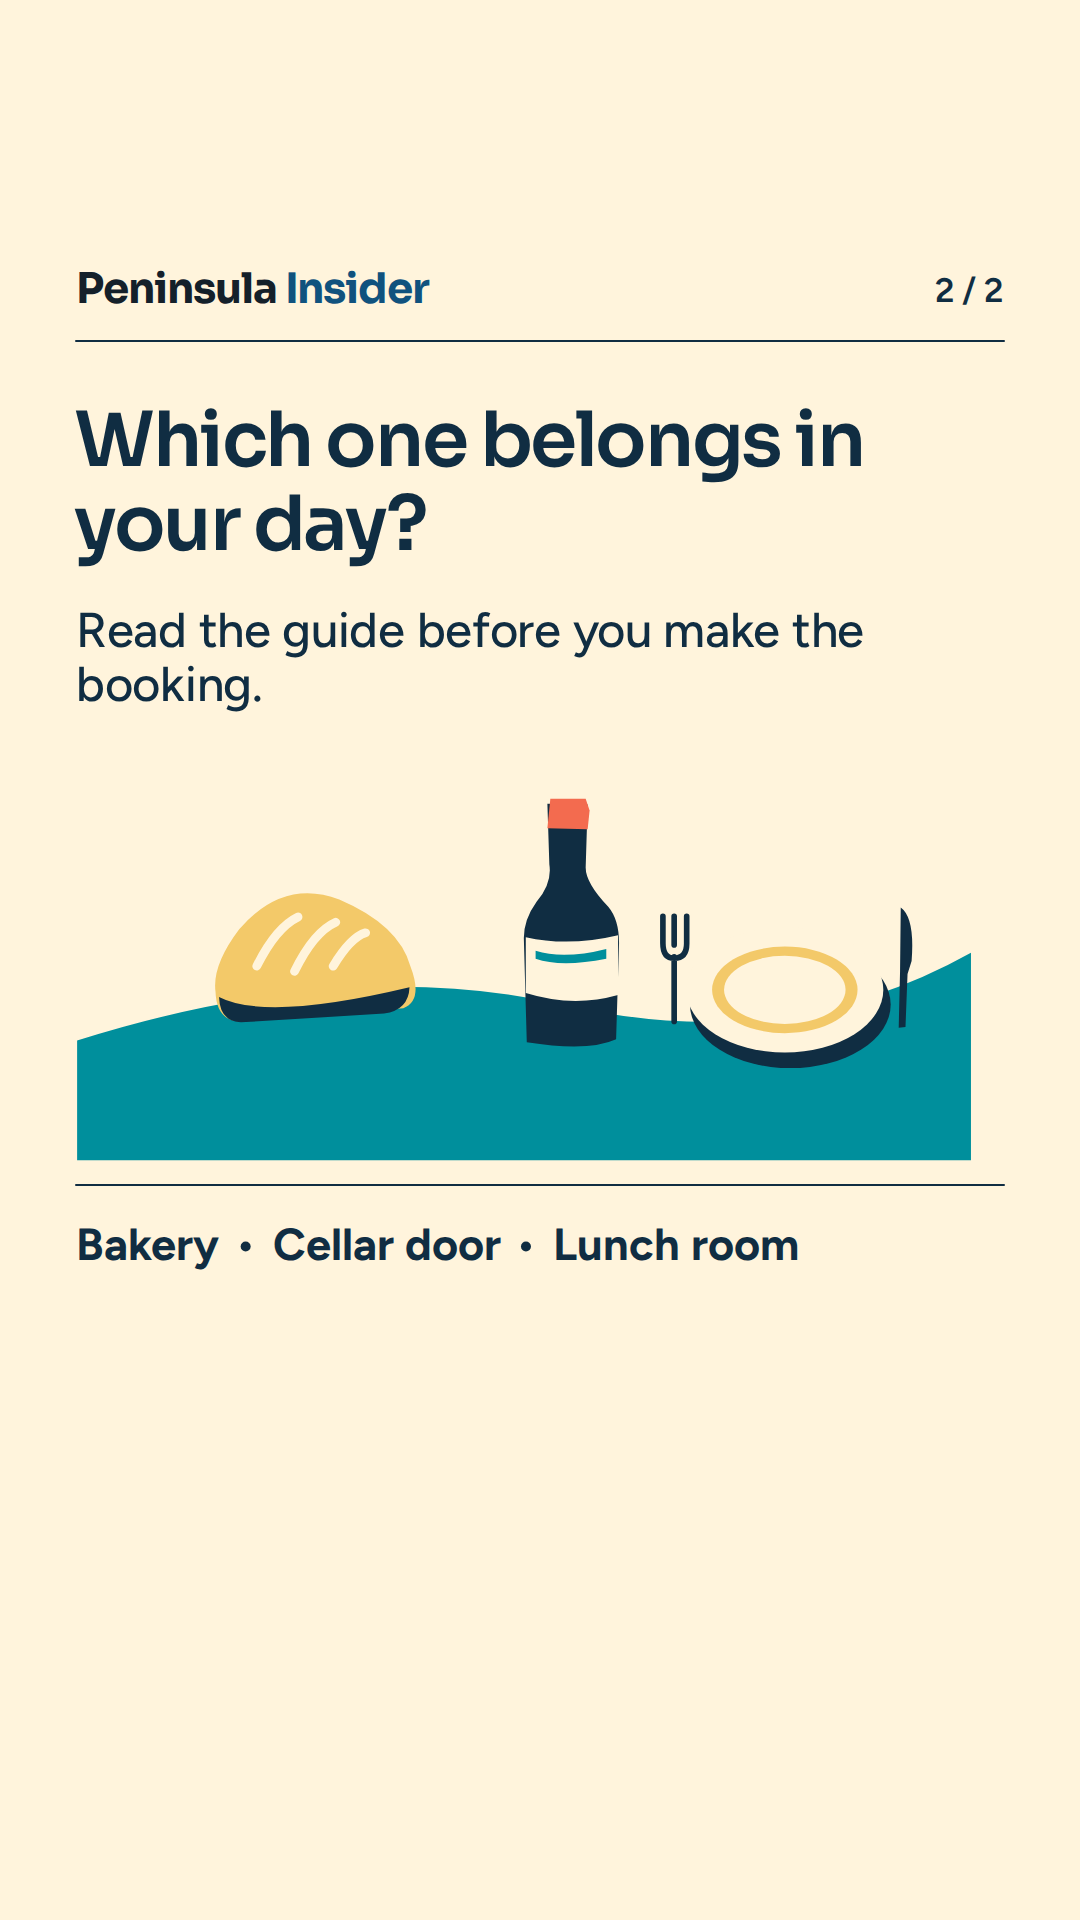 Peninsula Insider
2 / 2
Which one belongs in
your day?
Read the guide before you make the
booking.
Bakery • Cellar door • Lunch room